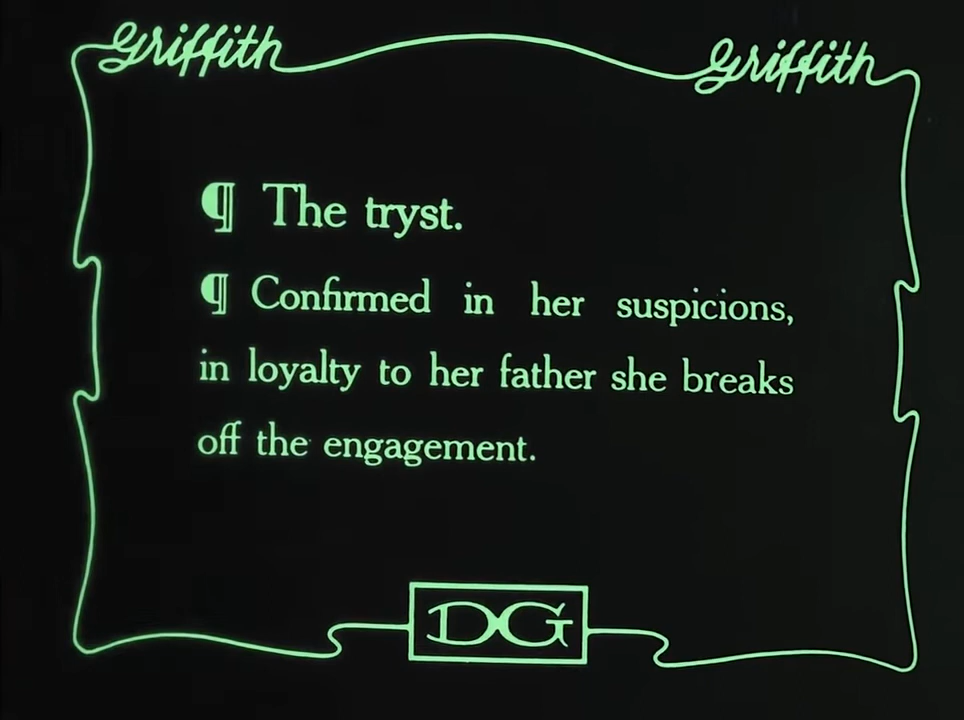 Griffith Griffith
¶ The tryst.
¶ Confirmed in her suspicions,
in loyalty to her father she breaks
off the engagement.
DG